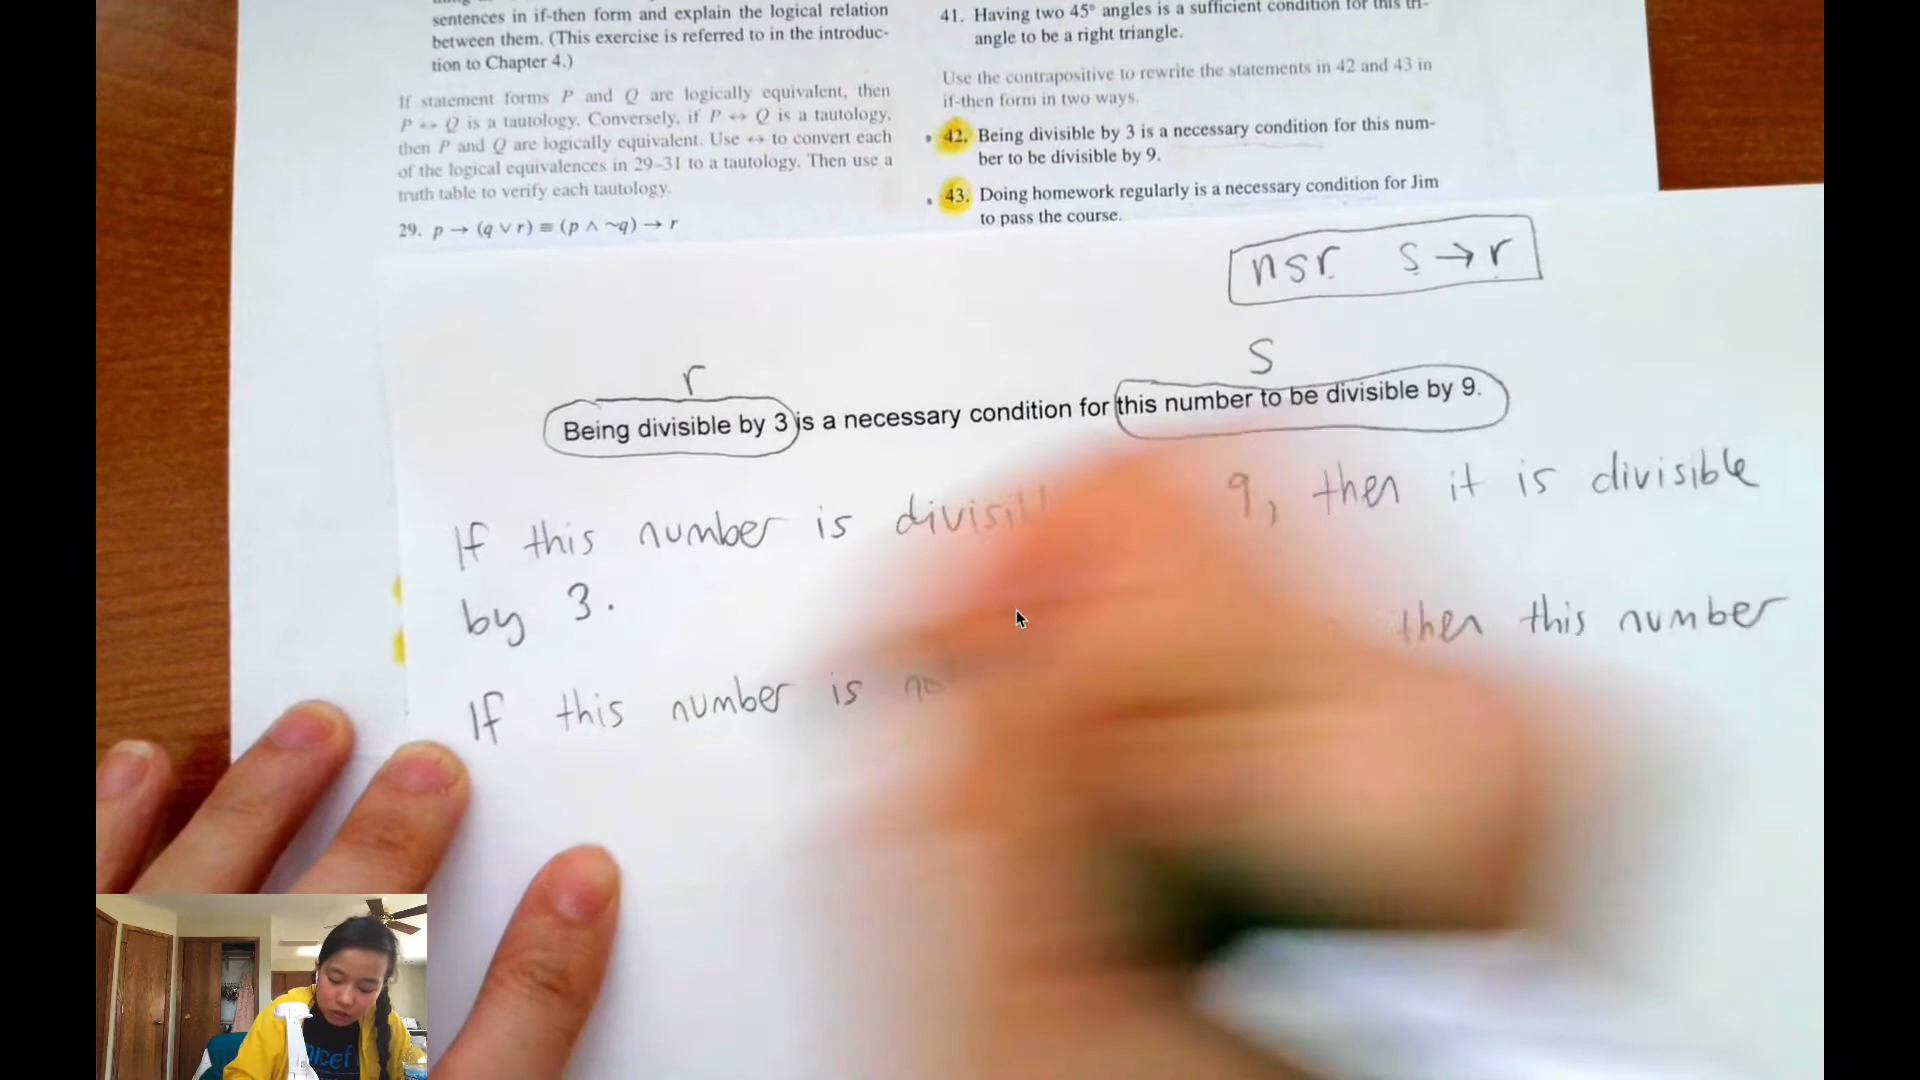 sentences in if-then form and explain the logical relation
between them. (This exercise is referred to in the introduc-
tion to Chapter 4.)
If statement forms P and Q are logically equivalent, then
P ↔ Q is a tautology. Conversely, if P ↔ Q is a tautology,
then P and Q are logically equivalent. Use ↔ to convert each
of the logical equivalences in 29–31 to a tautology. Then use a
truth table to verify each tautology.
29. p → (q ∨ r) ≡ (p ∧ ~q) → r
41. Having two 45° angles is a sufficient condition for this tri-
angle to be a right triangle.
Use the contrapositive to rewrite the statements in 42 and 43 in
if-then form in two ways.
42. Being divisible by 3 is a necessary condition for this num-
ber to be divisible by 9.
43. Doing homework regularly is a necessary condition for Jim
to pass the course.
nsr s → r
r s
Being divisible by 3 is a necessary condition for this number to be divisible by 9.
If this number is 9, then it is divisible
by 3.
If this number is then this number
nicef